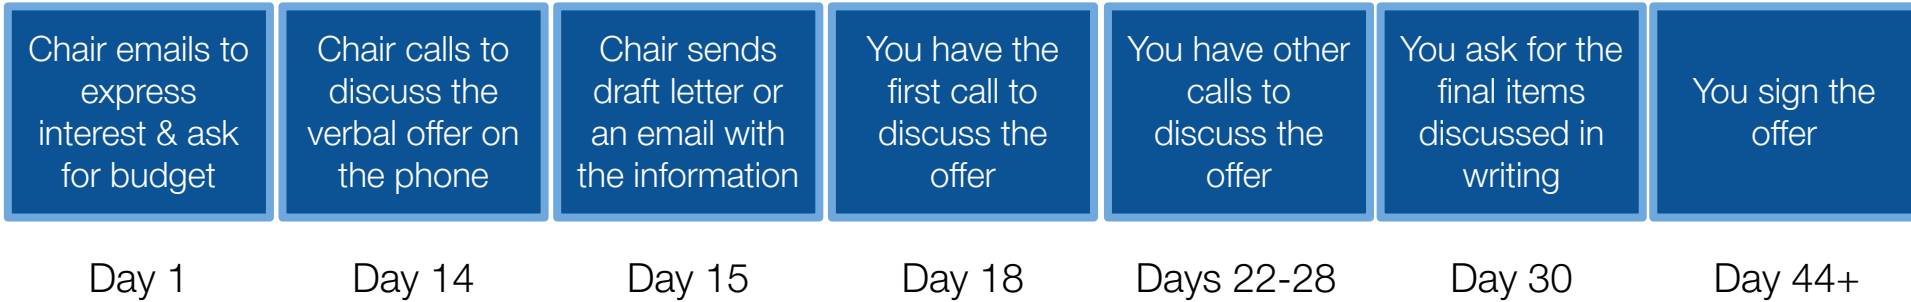 Chair emails to
express
interest & ask
for budget
Chair calls to
discuss the
verbal offer on
the phone
Chair sends
draft letter or
an email with
the information
You have the
first call to
discuss the
offer
You have other
calls to
discuss the
offer
You ask for the
final items
discussed in
writing
You sign the
offer
Day 1
Day 14
Day 15
Day 18
Days 22-28
Day 30
Day 44+